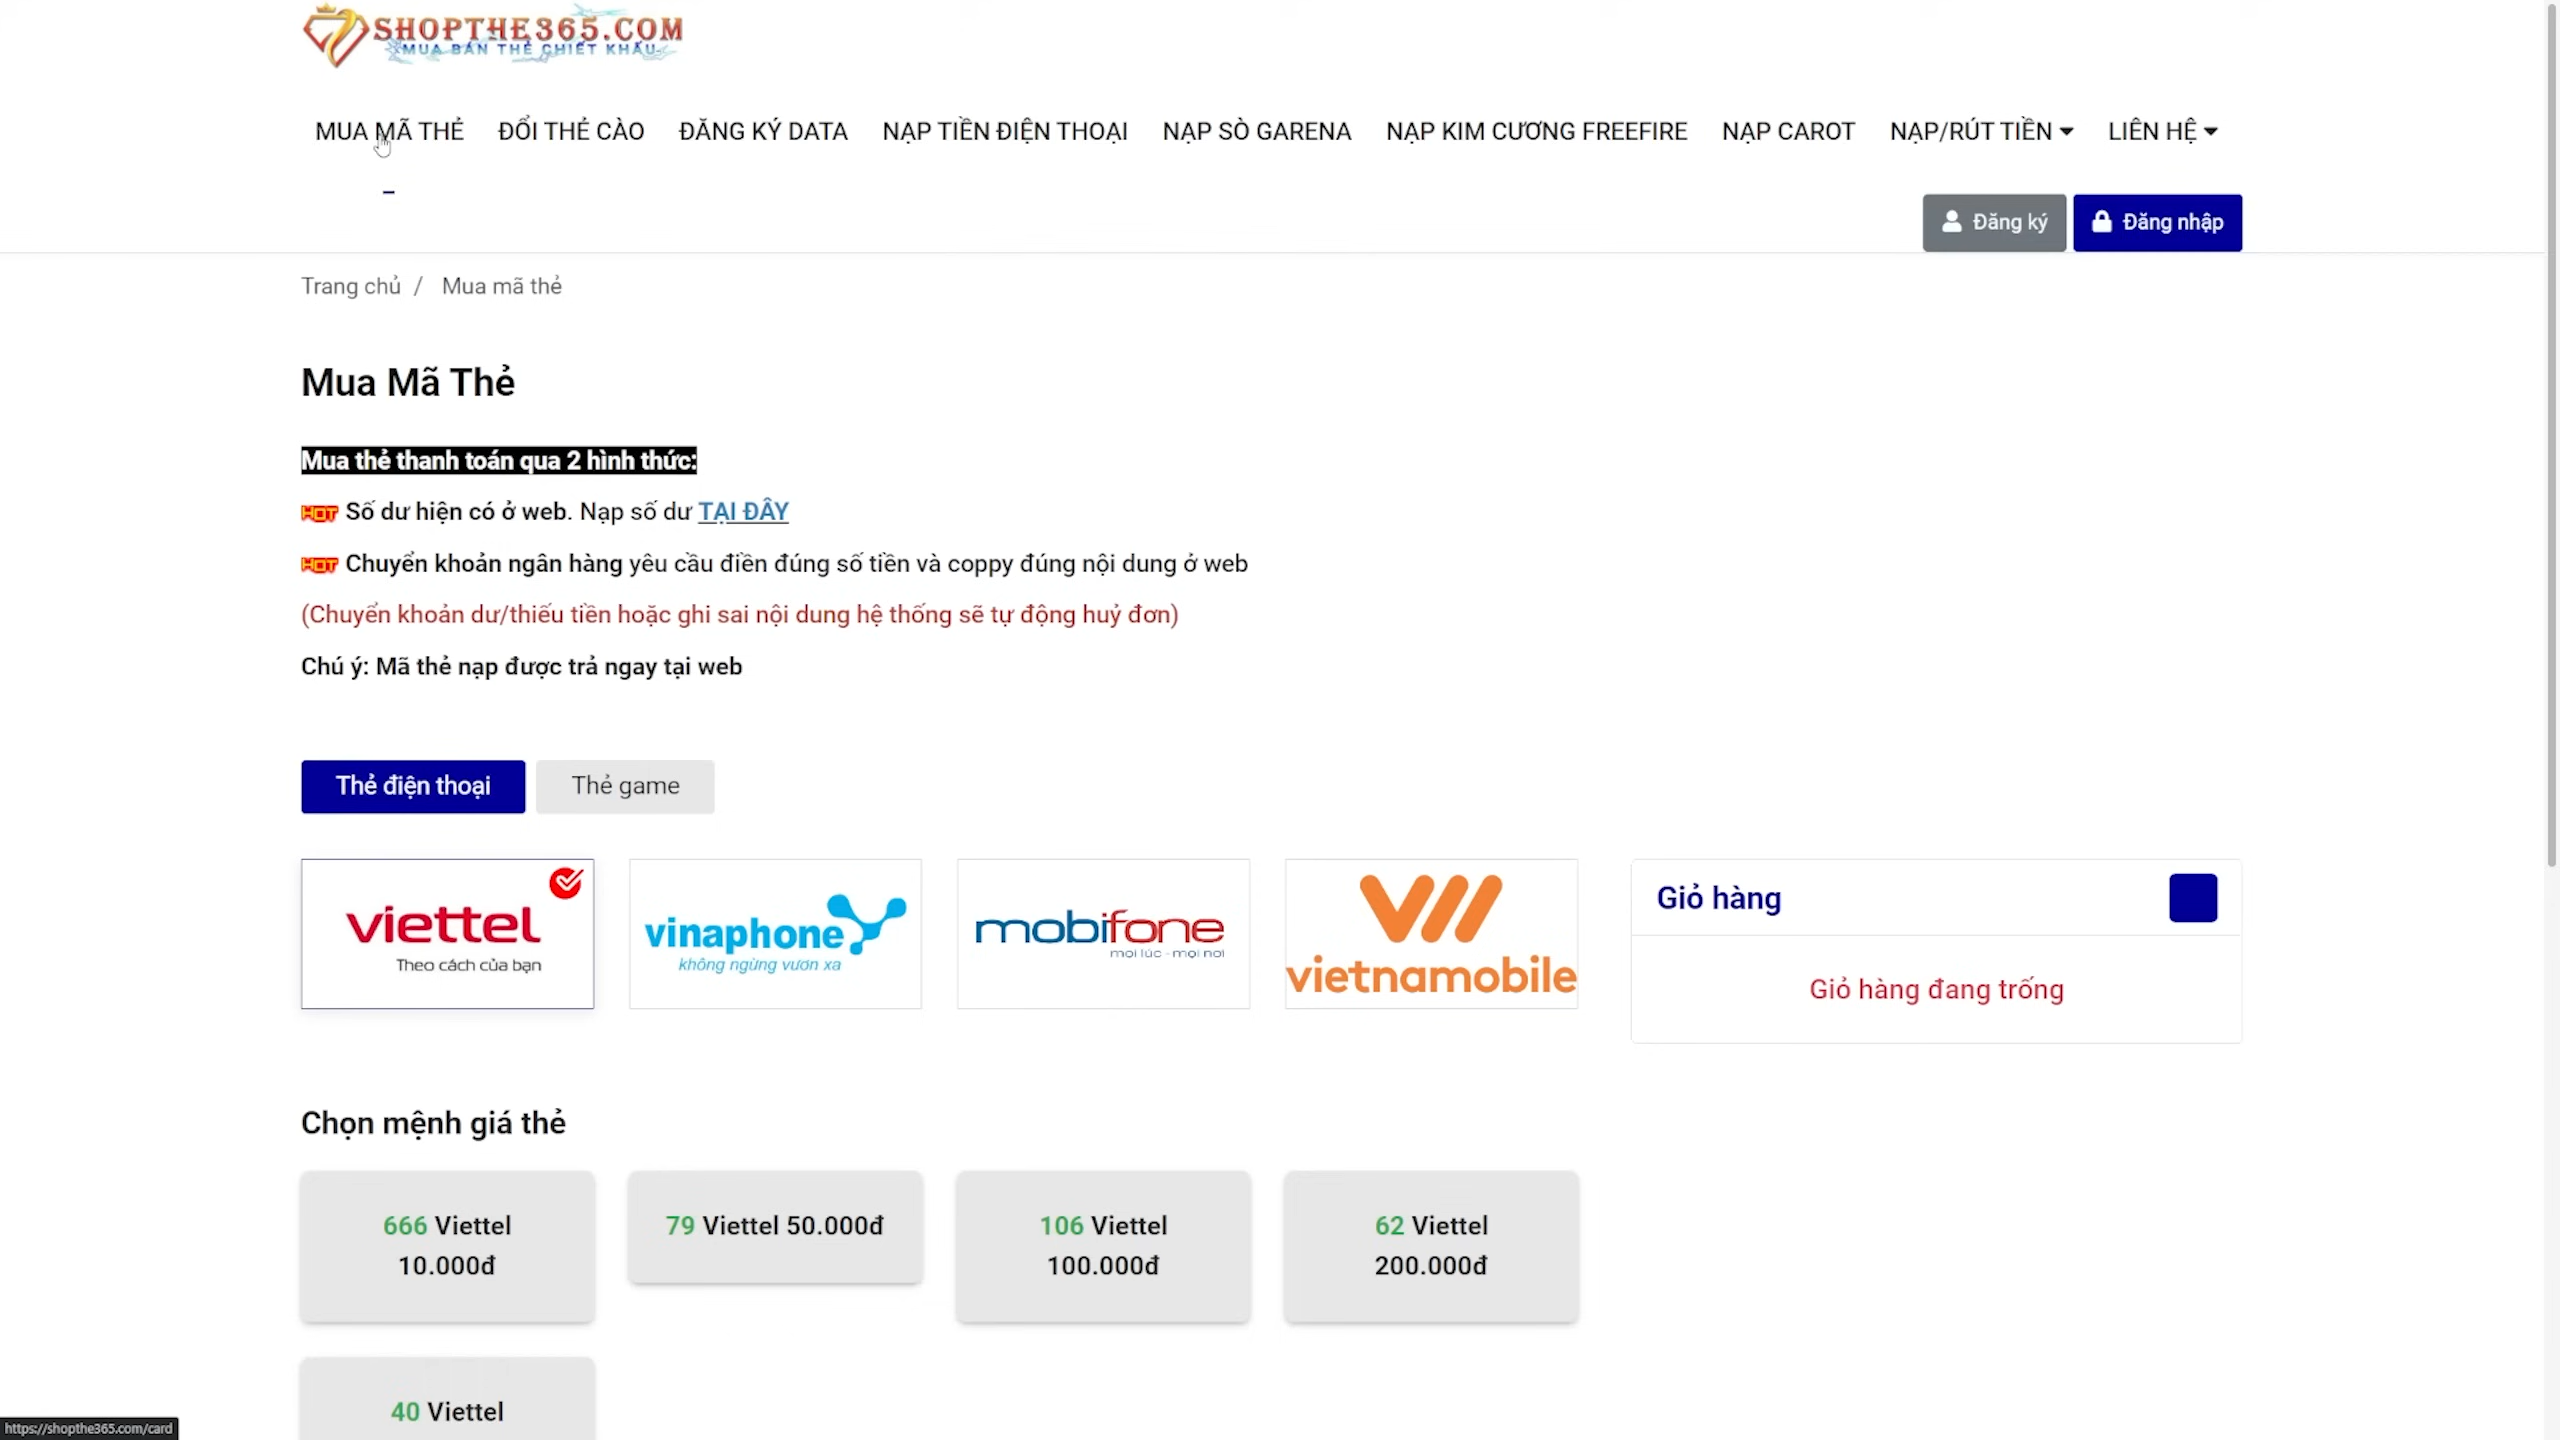 SHOPTHE365.COM
MUA BÁN THẺ CHIẾT KHẤU
MUA MÃ THẺ ĐỔI THẺ CÀO ĐĂNG KÝ DATA NẠP TIỀN ĐIỆN THOẠI NẠP SÒ GARENA NẠP KIM CƯƠNG FREEFIRE NẠP CAROT NẠP/RÚT TIỀN LIÊN HỆ
Đăng ký Đăng nhập
Trang chủ / Mua mã thẻ
Mua Mã Thẻ
Mua thẻ thanh toán qua 2 hình thức:
HOT Số dư hiện có ở web. Nạp số dư TẠI ĐÂY
HOT Chuyển khoản ngân hàng yêu cầu điền đúng số tiền và coppy đúng nội dung ở web
(Chuyển khoản dư/thiếu tiền hoặc ghi sai nội dung hệ thống sẽ tự động huỷ đơn)
Chú ý: Mã thẻ nạp được trả ngay tại web
Thẻ điện thoại Thẻ game
viettel
Theo cách của bạn
vinaphone
không ngừng vươn xa
mobifone
mọi lúc - mọi nơi
vietnamobile
Giỏ hàng
Giỏ hàng đang trống
Chọn mệnh giá thẻ
666 Viettel
10.000đ
79 Viettel 50.000đ
106 Viettel
100.000đ
62 Viettel
200.000đ
40 Viettel
https://shopthe365.com/card